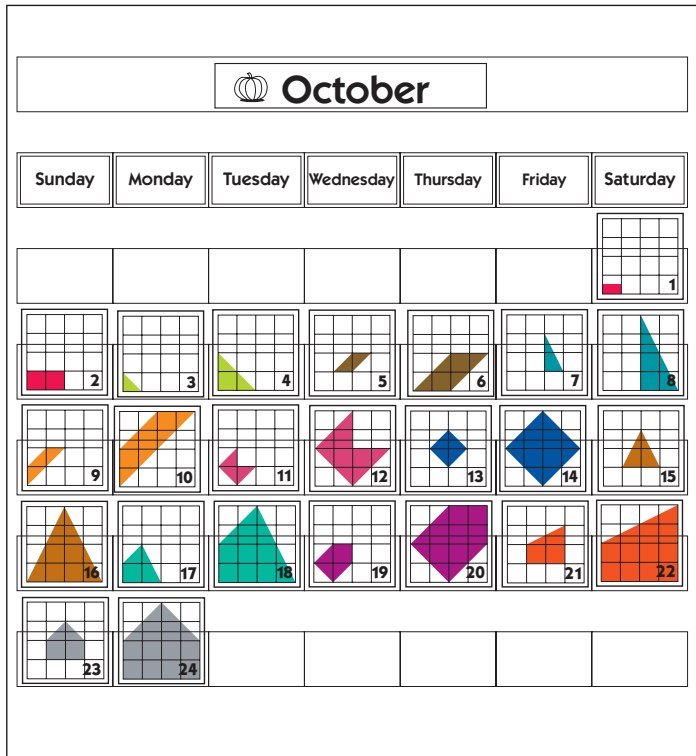 October
Sunday Monday Tuesday Wednesday Thursday Friday Saturday
1
2 3 4 5 6 7 8
9 10 11 12 13 14 15
16 17 18 19 20 21 22
23 24